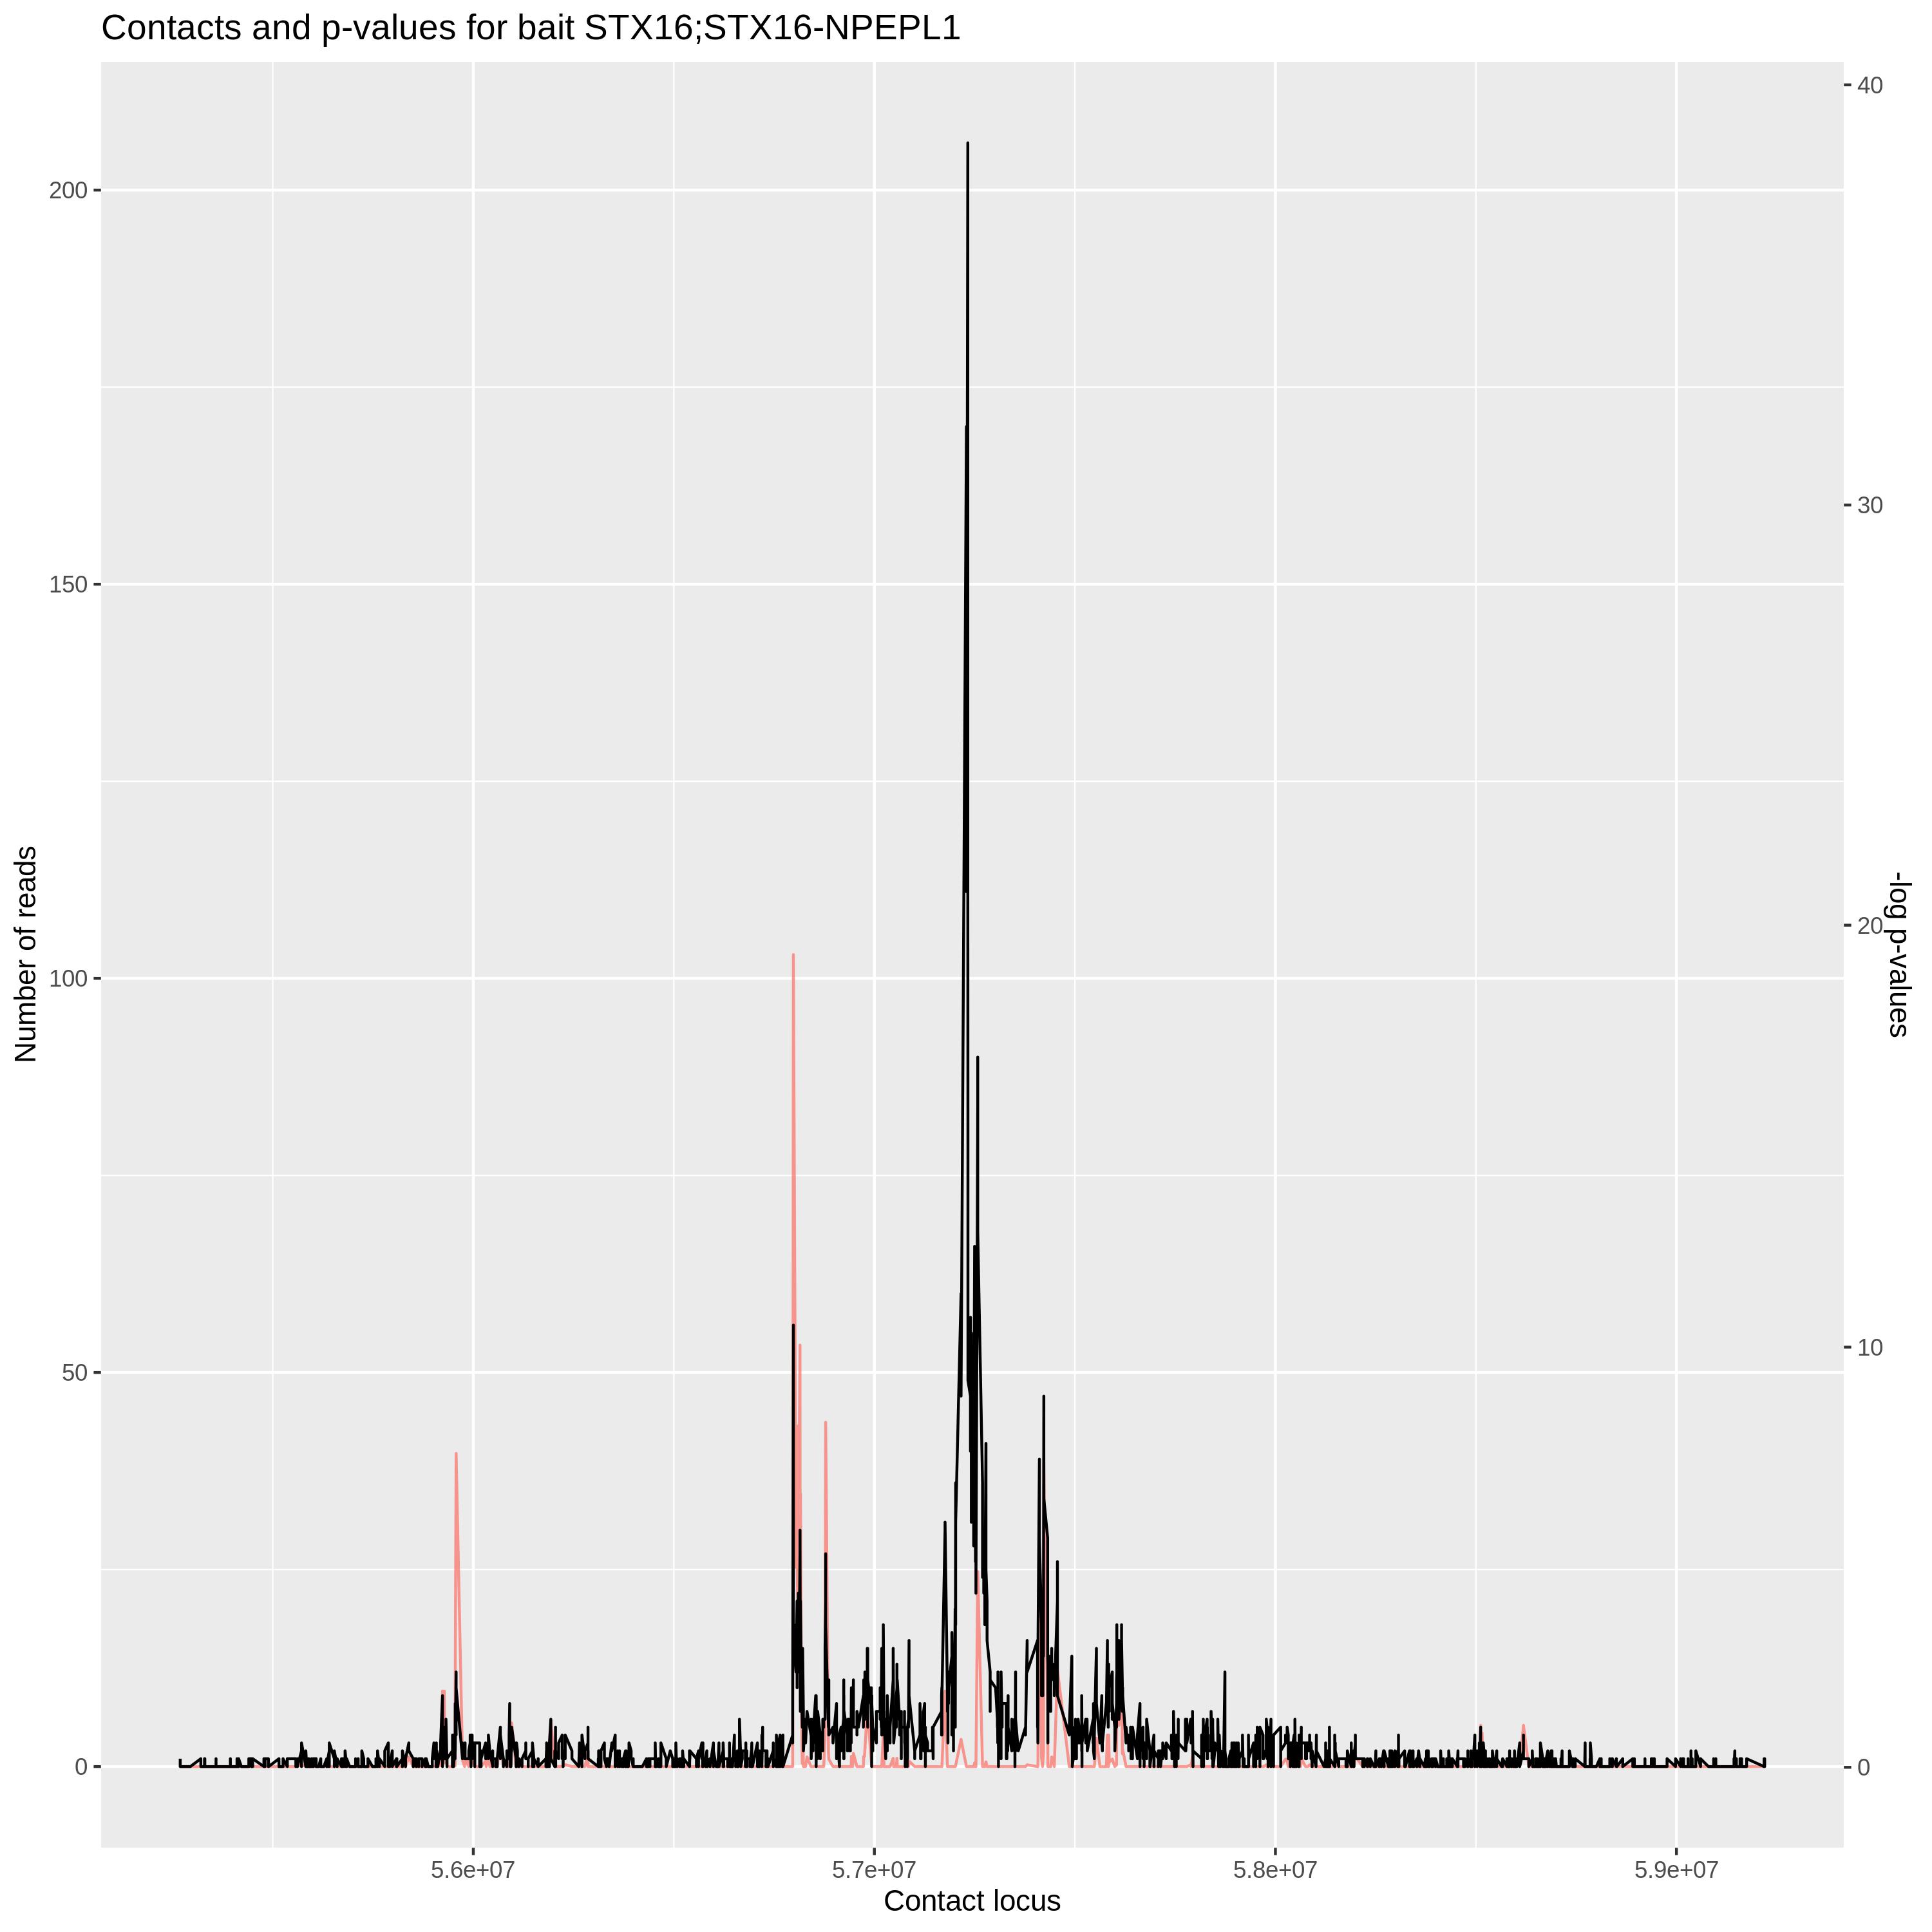 Contacts and p-values for bait STX16;STX16-NPEPL1
200
150
100
50
0
Number of reads
40
30
20
10
0
-log p-values
5.6e+07
5.7e+07
5.8e+07
5.9e+07
Contact locus